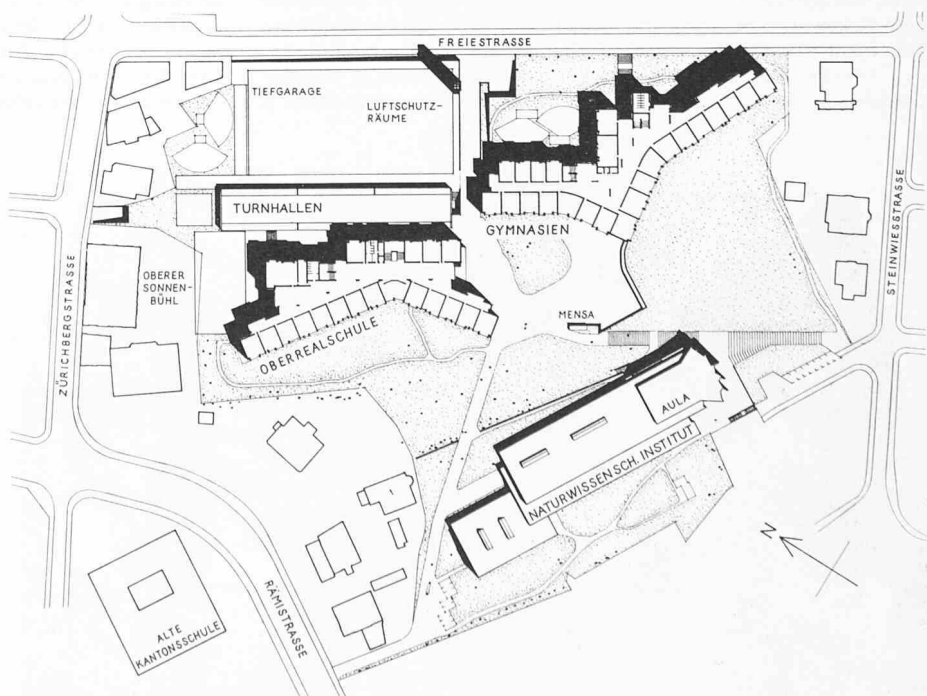 FREIESTRASSE
TIEFGARAGE
LUFTSCHUTZ-
RÄUME
TURNHALLEN
GYMNASIEN
OBERER
SONNEN-
BÜHL
OBERREALSCHULE
MENSA
STEINWIESSTRASSE
ZÜRICHBERGSTRASSE
AULA
NATURWISSENSCH. INSTITUT
N
RÄMISTRASSE
ALTE
KANTONSSCHULE